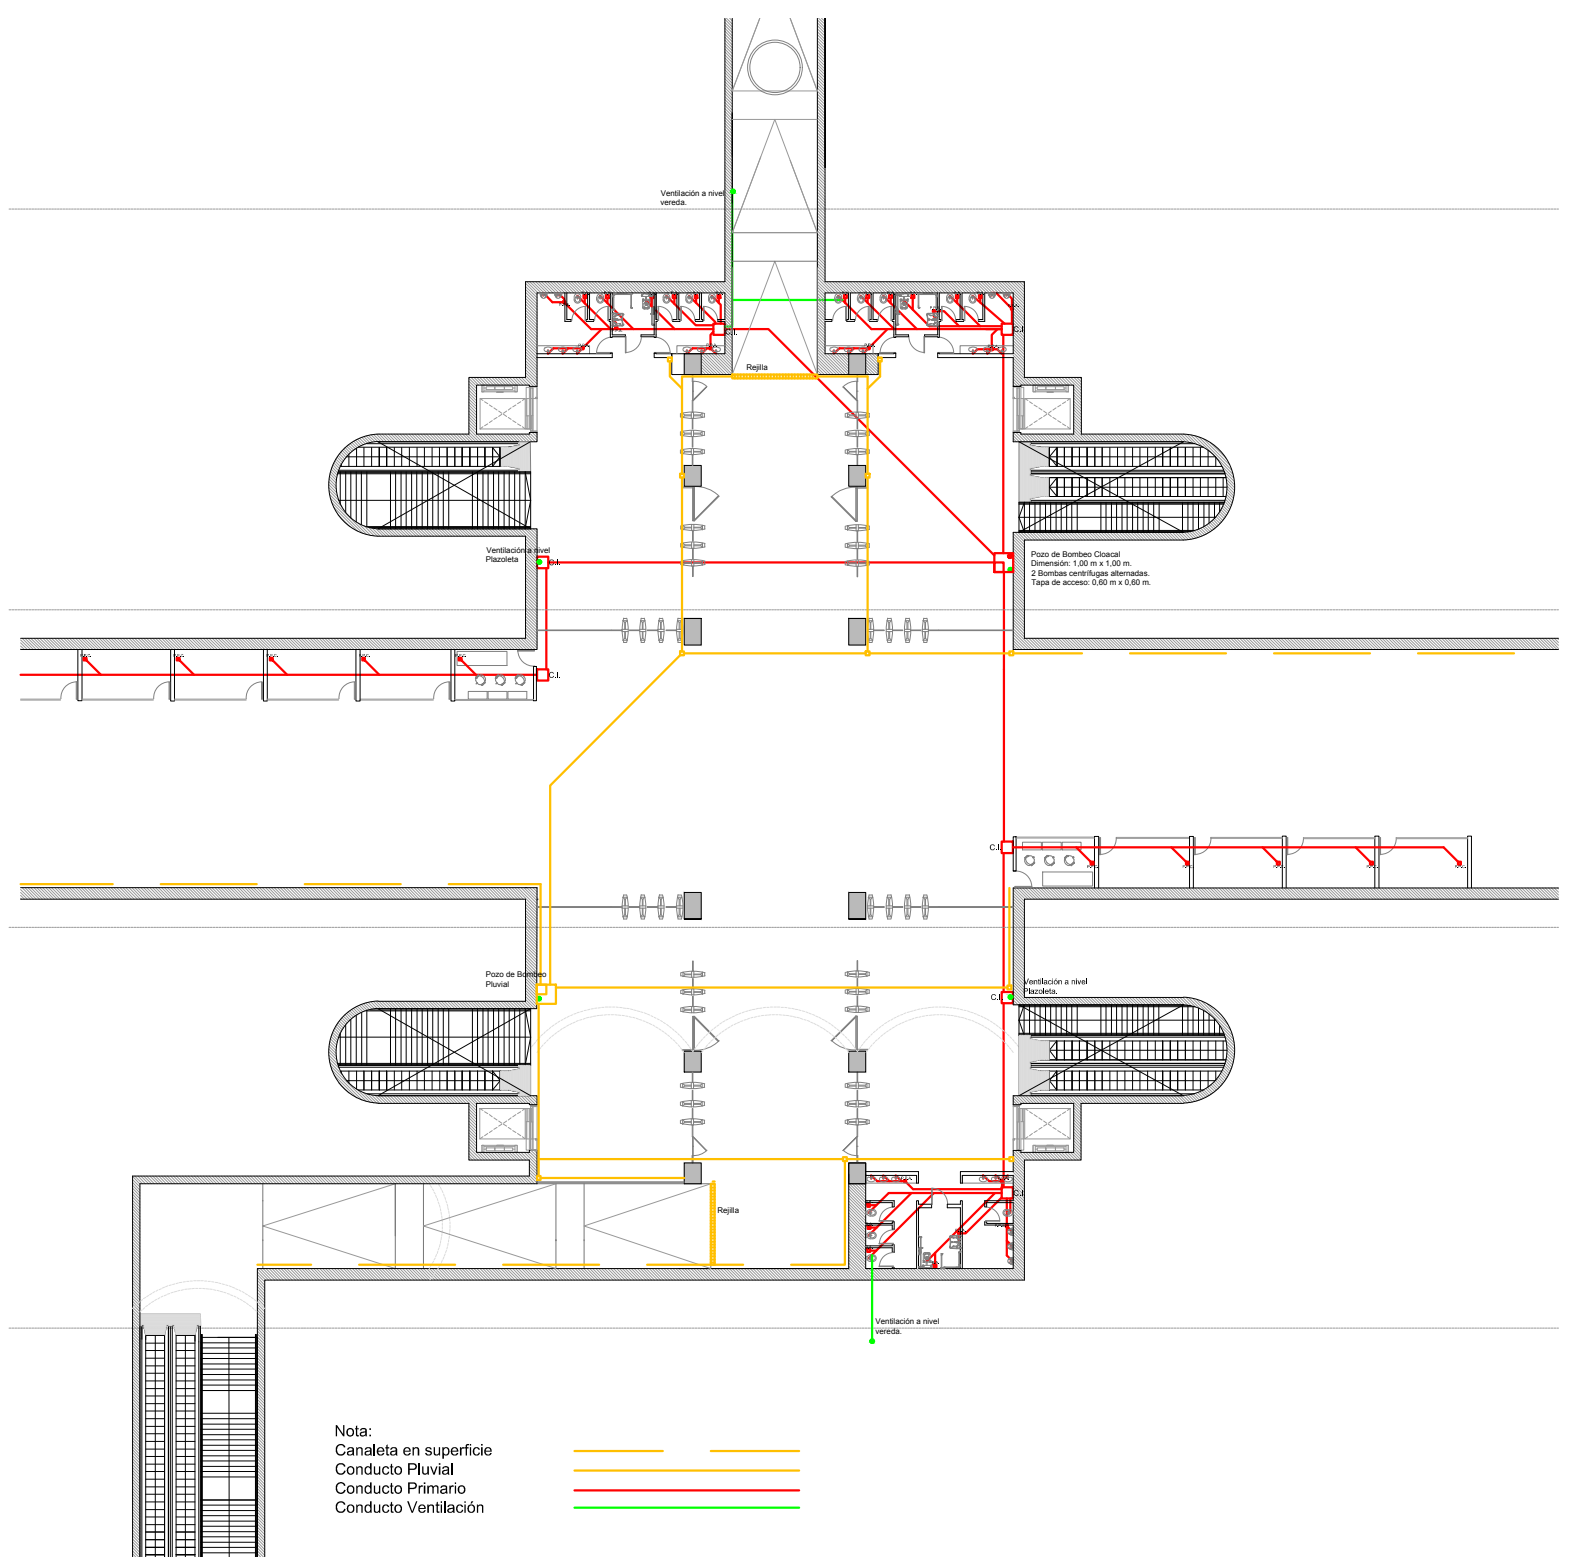 Ventilación a nivel
vereda.
C.I.
C.I
Rejilla
Ventilación a nivel
Plazoleta
C.I.
Pozo de Bombeo Cloacal
Dimensión: 1,00 m x 1,00 m.
2 Bombas centrífugas alternadas.
Tapa de acceso: 0,60 m x 0,60 m.
C.I.
C.I.
Pozo de Bombeo
Pluvial
Ventilación a nivel
Plazoleta.
C.I.
C.I
Rejilla
Ventilación a nivel
vereda.
Nota:
Canaleta en superficie
Conducto Pluvial
Conducto Primario
Conducto Ventilación